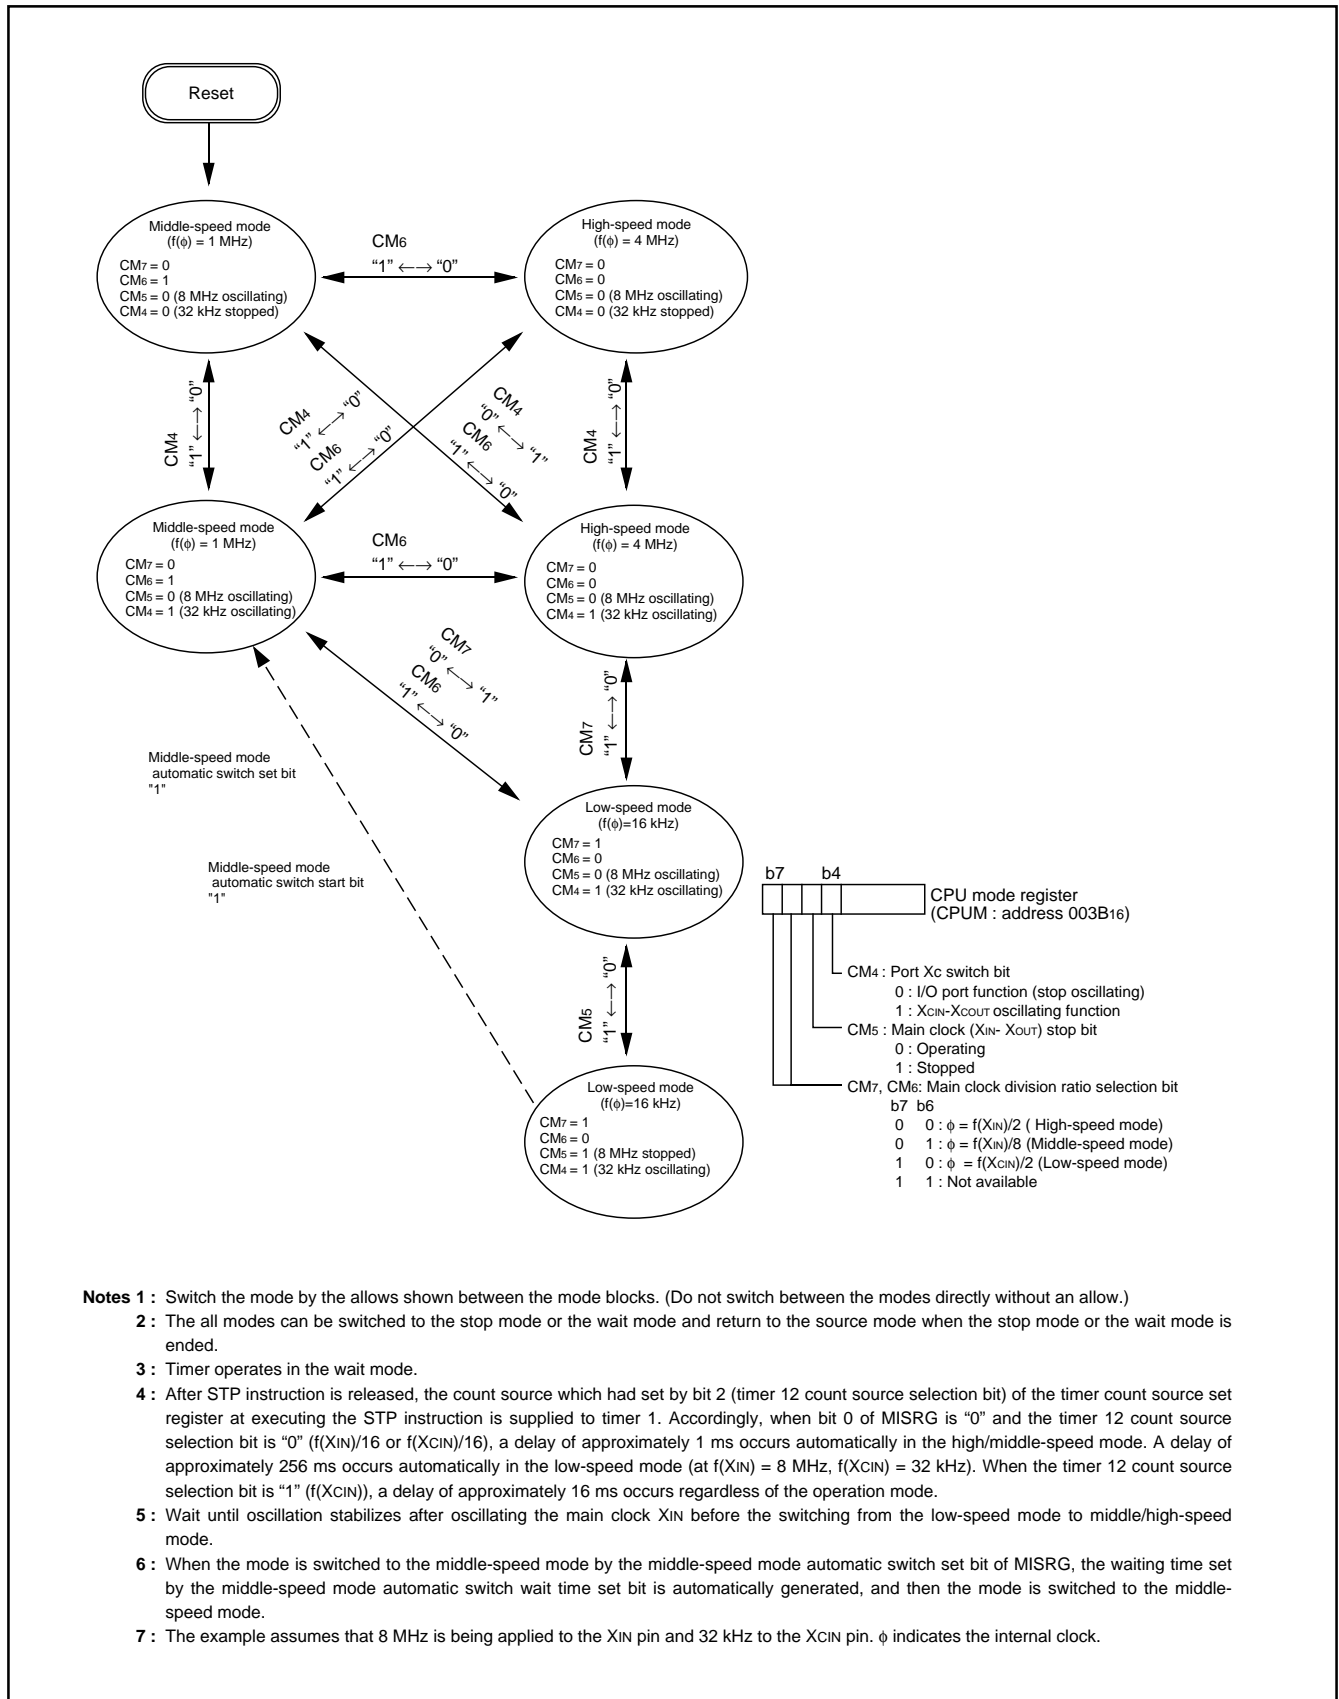 Reset
Middle-speed mode
(f(ϕ) = 1 MHz)
CM7 = 0
CM6 = 1
CM5 = 0 (8 MHz oscillating)
CM4 = 0 (32 kHz stopped)
CM6
“1” ←→ “0”
High-speed mode
(f(ϕ) = 4 MHz)
CM7 = 0
CM6 = 0
CM5 = 0 (8 MHz oscillating)
CM4 = 0 (32 kHz stopped)
CM4
“1” ←→ “0”
CM4
“1” ←→ “0”
CM6
“1” ←→ “0”
CM4
“0” ←→ “1”
CM6
“1” ←→ “0”
CM4
“1” ←→ “0”
Middle-speed mode
(f(ϕ) = 1 MHz)
CM7 = 0
CM6 = 1
CM5 = 0 (8 MHz oscillating)
CM4 = 1 (32 kHz oscillating)
CM6
“1” ←→ “0”
High-speed mode
(f(ϕ) = 4 MHz)
CM7 = 0
CM6 = 0
CM5 = 0 (8 MHz oscillating)
CM4 = 1 (32 kHz oscillating)
CM7
“0” ←→ “1”
CM6
“1” ←→ “0”
CM7
“1” ←→ “0”
Middle-speed mode
automatic switch set bit
"1"
Middle-speed mode
automatic switch start bit
"1"
Low-speed mode
(f(ϕ)=16 kHz)
CM7 = 1
CM6 = 0
CM5 = 0 (8 MHz oscillating)
CM4 = 1 (32 kHz oscillating)
CM5
“1” ←→ “0”
Low-speed mode
(f(ϕ)=16 kHz)
CM7 = 1
CM6 = 0
CM5 = 1 (8 MHz stopped)
CM4 = 1 (32 kHz oscillating)
b7 b4
CPU mode register
(CPUM : address 003B16)
CM4 : Port Xc switch bit
0 : I/O port function (stop oscillating)
1 : XCIN-XCOUT oscillating function
CM5 : Main clock (XIN- XOUT) stop bit
0 : Operating
1 : Stopped
CM7, CM6: Main clock division ratio selection bit
b7 b6
0 0 : ϕ = f(XIN)/2 ( High-speed mode)
0 1 : ϕ = f(XIN)/8 (Middle-speed mode)
1 0 : ϕ = f(XCIN)/2 (Low-speed mode)
1 1 : Not available
Notes 1 : Switch the mode by the allows shown between the mode blocks. (Do not switch between the modes directly without an allow.)
2 : The all modes can be switched to the stop mode or the wait mode and return to the source mode when the stop mode or the wait mode is
ended.
3 : Timer operates in the wait mode.
4 : After STP instruction is released, the count source which had set by bit 2 (timer 12 count source selection bit) of the timer count source set
register at executing the STP instruction is supplied to timer 1. Accordingly, when bit 0 of MISRG is “0” and the timer 12 count source
selection bit is “0” (f(XIN)/16 or f(XCIN)/16), a delay of approximately 1 ms occurs automatically in the high/middle-speed mode. A delay of
approximately 256 ms occurs automatically in the low-speed mode (at f(XIN) = 8 MHz, f(XCIN) = 32 kHz). When the timer 12 count source
selection bit is “1” (f(XCIN)), a delay of approximately 16 ms occurs regardless of the operation mode.
5 : Wait until oscillation stabilizes after oscillating the main clock XIN before the switching from the low-speed mode to middle/high-speed
mode.
6 : When the mode is switched to the middle-speed mode by the middle-speed mode automatic switch set bit of MISRG, the waiting time set
by the middle-speed mode automatic switch wait time set bit is automatically generated, and then the mode is switched to the middle-
speed mode.
7 : The example assumes that 8 MHz is being applied to the XIN pin and 32 kHz to the XCIN pin. ϕ indicates the internal clock.